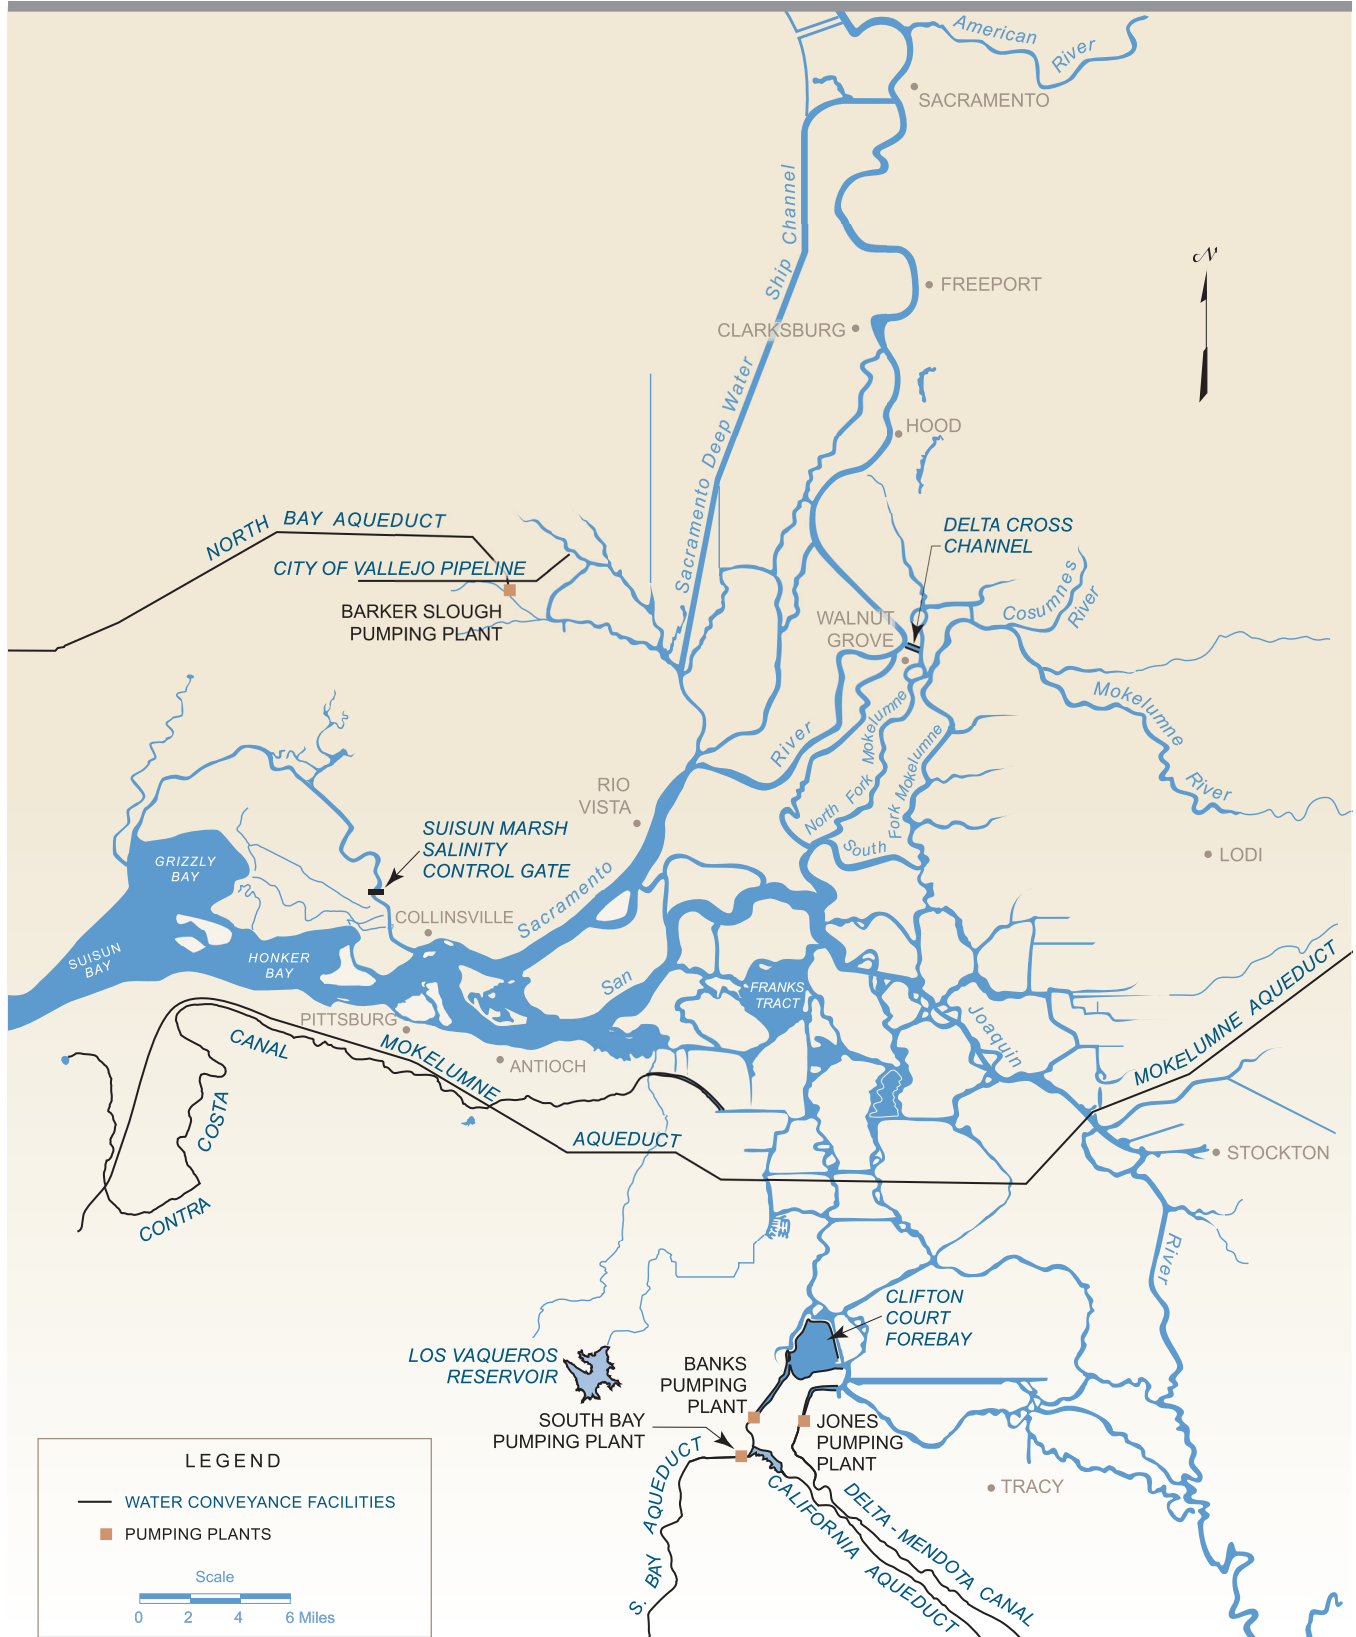 American
River
SACRAMENTO
Ship Channel
N
FREEPORT
CLARKSBURG
Sacramento Deep Water
HOOD
NORTH BAY AQUEDUCT
DELTA CROSS
CHANNEL
CITY OF VALLEJO PIPELINE
BARKER SLOUGH
PUMPING PLANT
Cosumnes
River
WALNUT
GROVE
Mokelumne
River
River
North Fork Mokelumne
South Fork Mokelumne
RIO
VISTA
SUISUN MARSH
SALINITY
CONTROL GATE
LODI
GRIZZLY
BAY
Sacramento
COLLINSVILLE
SUISUN
BAY
HONKER
BAY
San
FRANKS
TRACT
Joaquin
MOKELUMNE AQUEDUCT
PITTSBURG
CANAL
MOKELUMNE
ANTIOCH
COSTA
AQUEDUCT
STOCKTON
CONTRA
River
CLIFTON
COURT
FOREBAY
LOS VAQUEROS
RESERVOIR
BANKS
PUMPING
PLANT
SOUTH BAY
PUMPING PLANT
JONES
PUMPING
PLANT
S. BAY AQUEDUCT
CALIFORNIA AQUEDUCT
DELTA - MENDOTA CANAL
TRACY
LEGEND
WATER CONVEYANCE FACILITIES
PUMPING PLANTS
Scale
0 2 4 6 Miles